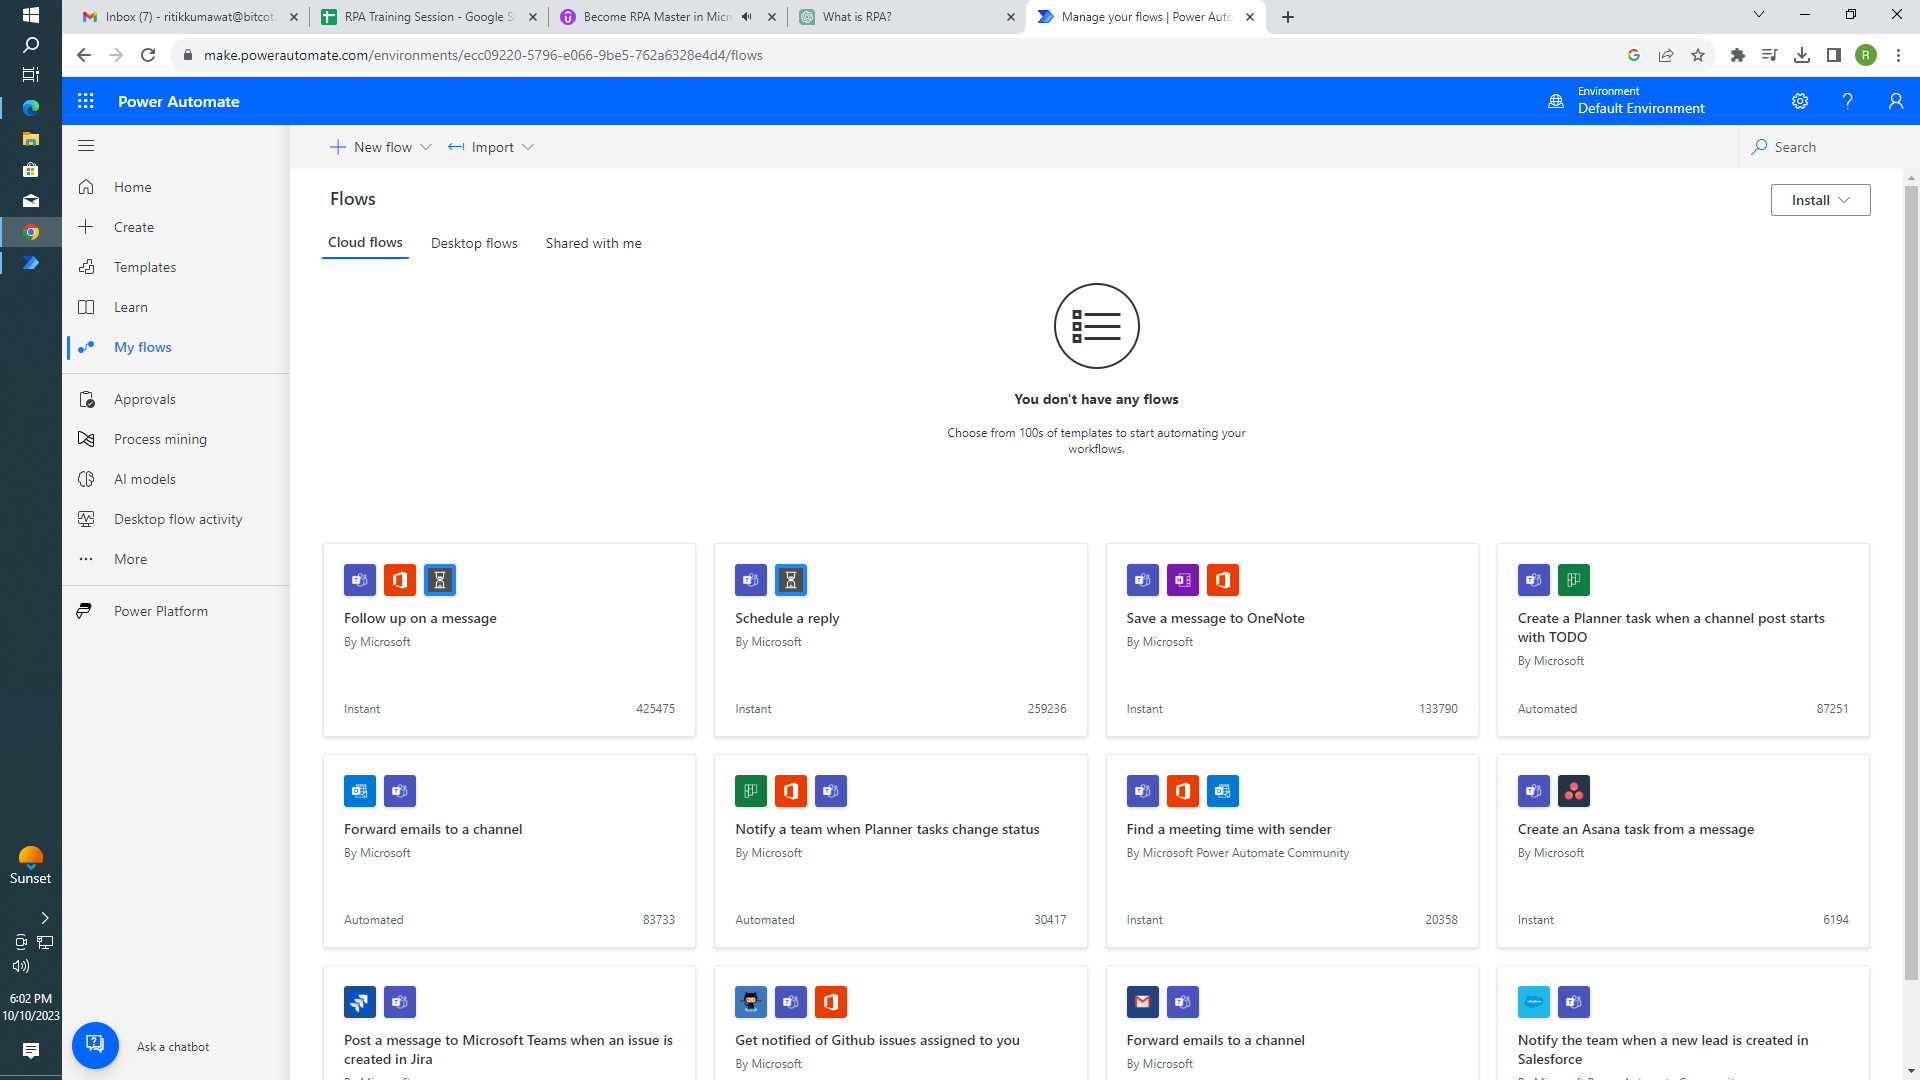 Inbox (7) - ritikkumawat@bitcot.
RPA Training Session - Google S
Become RPA Master in Micr
What is RPA?
Manage your flows | Power Auto
make.powerautomate.com/environments/ecc09220-5796-e066-9be5-762a6328e4d4/flows
R
Power Automate
Environment
Default Environment
New flow
Import
Search
Home
Create
Templates
Learn
My flows
Approvals
Process mining
AI models
Desktop flow activity
More
Power Platform
Ask a chatbot
Flows
Install
Cloud flows
Desktop flows
Shared with me
You don't have any flows
Choose from 100s of templates to start automating your
workflows.
Follow up on a message
By Microsoft
Instant
425475
Schedule a reply
By Microsoft
Instant
259236
Save a message to OneNote
By Microsoft
Instant
133790
Create a Planner task when a channel post starts
with TODO
By Microsoft
Automated
87251
Forward emails to a channel
By Microsoft
Automated
83733
Notify a team when Planner tasks change status
By Microsoft
Automated
30417
Find a meeting time with sender
By Microsoft Power Automate Community
Instant
20358
Create an Asana task from a message
By Microsoft
Instant
6194
Post a message to Microsoft Teams when an issue is
created in Jira
Get notified of Github issues assigned to you
By Microsoft
Forward emails to a channel
By Microsoft
Notify the team when a new lead is created in
Salesforce
Sunset
6:02 PM
10/10/2023